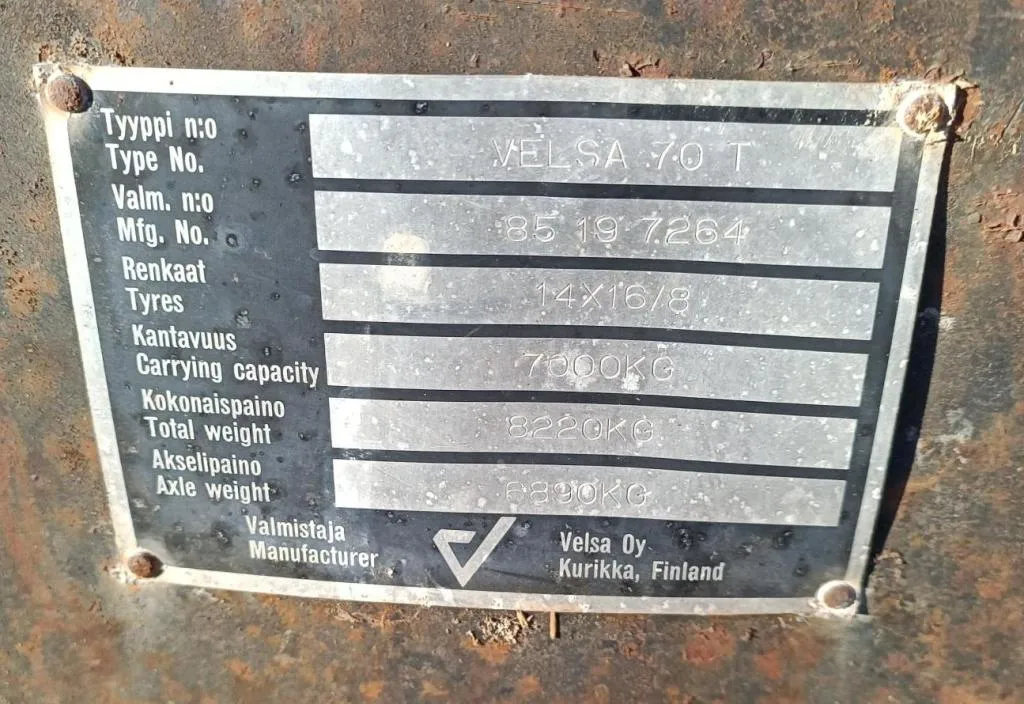 Tyyppi n:o
Type No.
VELSA 70 T
Valm. n:o
Mfg. No.
85 19 7264
Renkaat
Tyres
14X16/8
Kantavuus
Carrying capacity
7000KG
Kokonaispaino
Total weight
8220KG
Akselipaino
Axle weight
6890KG
Valmistaja
Manufacturer
Velsa Oy
Kurikka, Finland